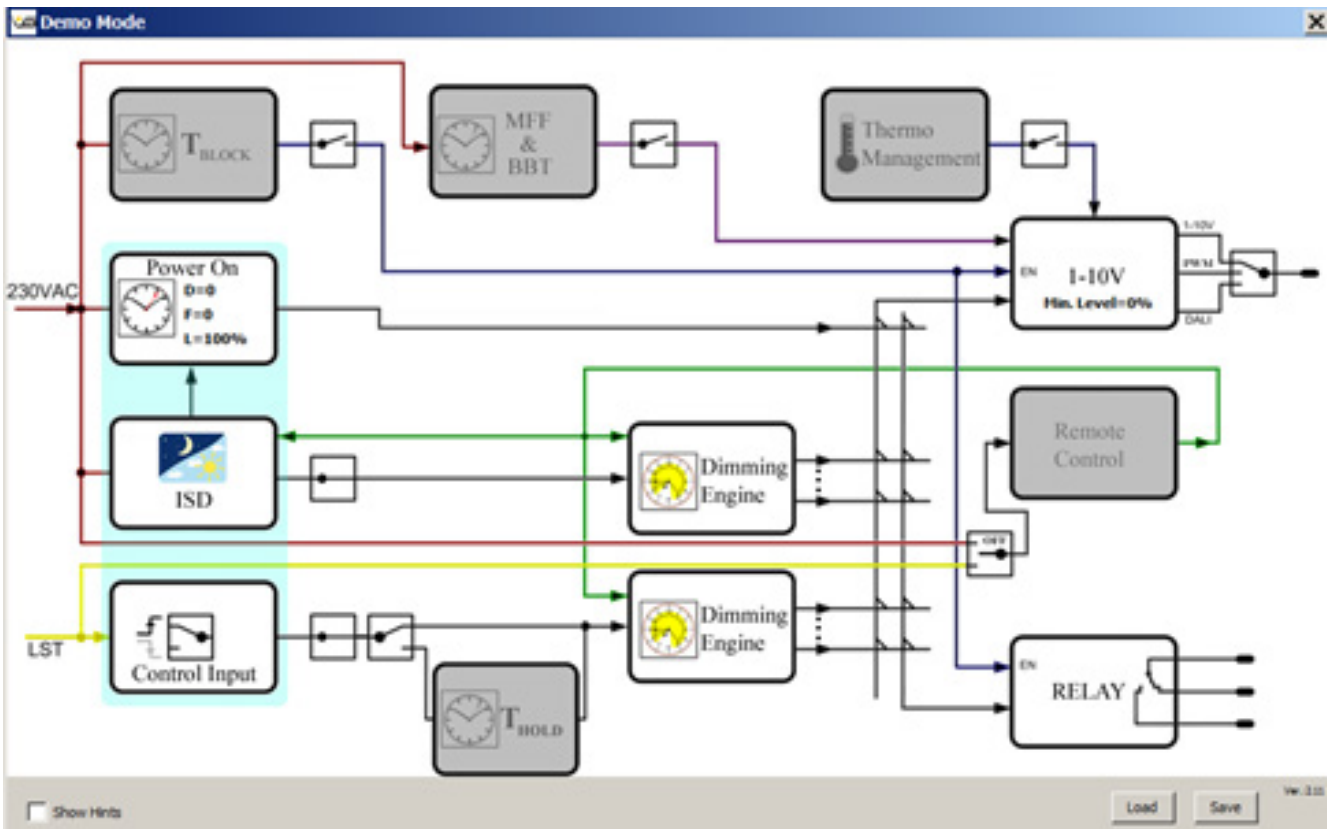 Demo Mode
TBLOCK
MFF
&
BBT
Thermo
Management
Power On
D=0
F=0
L=100%
230VAC
1-10V
EN
1-10V
PWM
Min. Level=0%
DALI
ISD
Dimming
Engine
Remote
Control
OFF
LST
Control Input
Dimming
Engine
THOLD
EN
RELAY
Show Hints
Load
Save